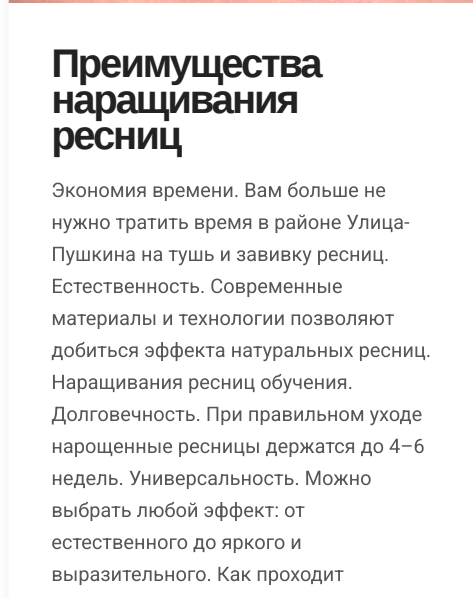 Преимущества
наращивания
ресниц
Экономия времени. Вам больше не
нужно тратить время в районе Улица-
Пушкина на тушь и завивку ресниц.
Естественность. Современные
материалы и технологии позволяют
добиться эффекта натуральных ресниц.
Наращивания ресниц обучения.
Долговечность. При правильном уходе
нарощенные ресницы держатся до 4–6
недель. Универсальность. Можно
выбрать любой эффект: от
естественного до яркого и
выразительного. Как проходит